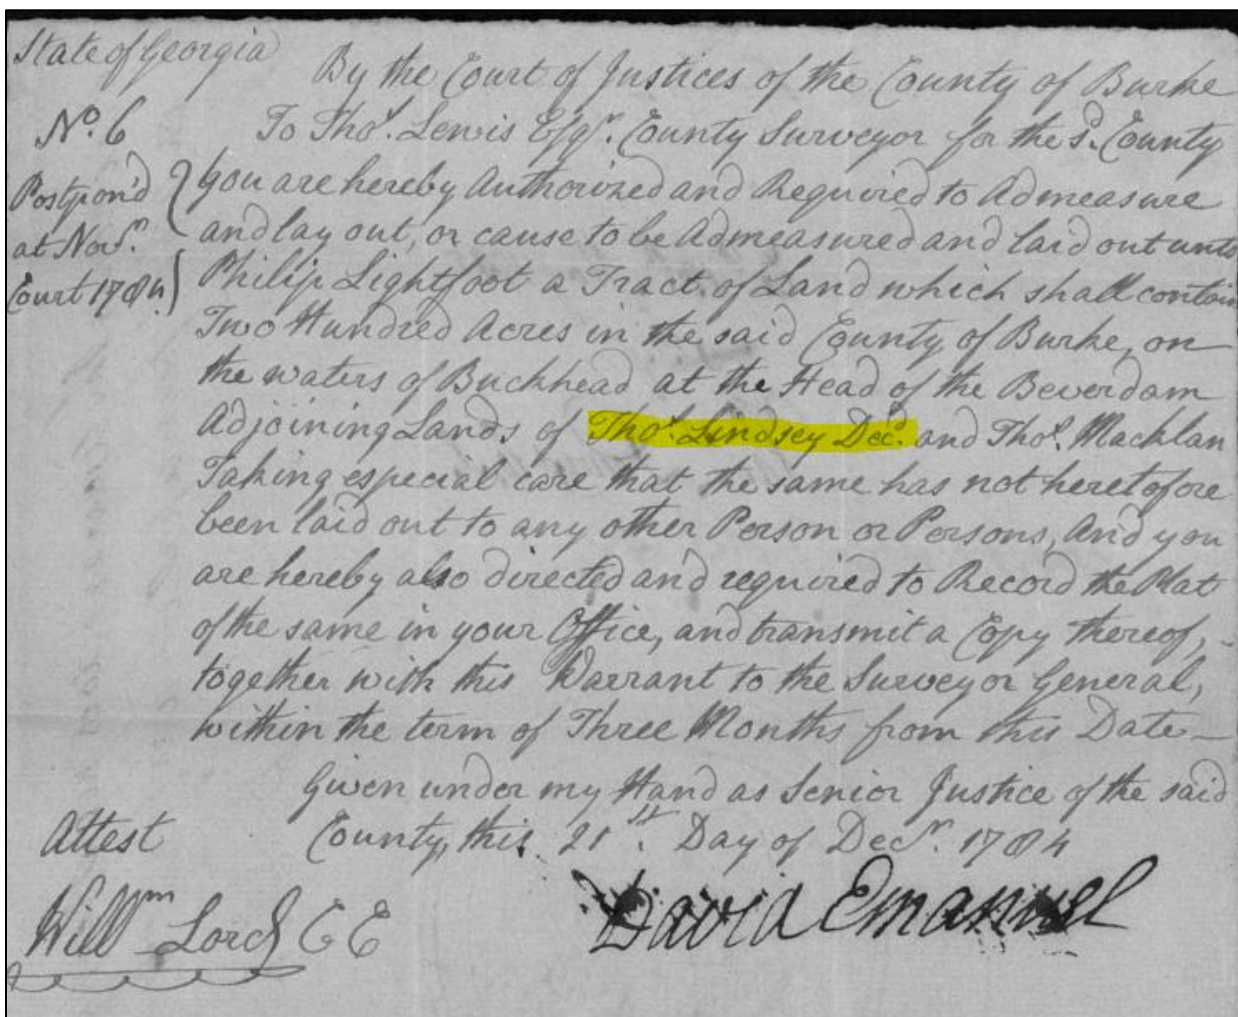 State of Georgia
By the Court of Justices of the County of Burke
No. 6
To Thos. Lewis Esqr. County Surveyor for the sd. County
Postpon'd
at Novr.
Court 1784
You are hereby Authorized and Required to Admeasure
and lay out, or cause to be Admeasured and laid out unto
Philip Lightfoot a Tract of Land which shall contain
Two Hundred Acres in the said County of Burke, on
the waters of Buckhead at the Head of the Beverdam
Adjoining Lands of Thos. Lindsey Decd. and Thos. Macklan
Taking especial care that the same has not heretofore
been laid out to any other Person or Persons, And you
are hereby also directed and required to Record the Plat
of the same in your Office, and transmit a Copy thereof,
together with this Warrant to the Surveyor General,
within the term of Three Months from this Date
Given under my Hand as Senior Justice of the said
County, this 21st. Day of Decr. 1784
Attest
Willm Lord C C
David Emanuel